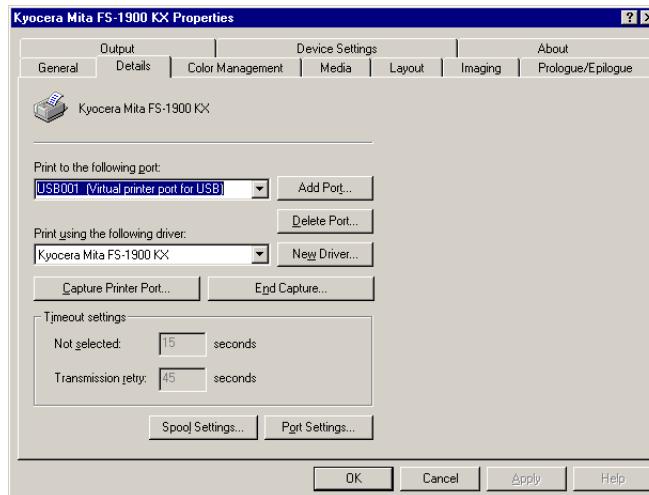 Kyocera Mita FS-1900 KX Properties
Output Device Settings About
General Details Color Management Media Layout Imaging Prologue/Epilogue
Kyocera Mita FS-1900 KX
Print to the following port:
USB001 (Virtual printer port for USB) Add Port...
Delete Port...
Print using the following driver:
Kyocera Mita FS-1900 KX New Driver...
Capture Printer Port... End Capture...
Timeout settings
Not selected: 15 seconds
Transmission retry: 45 seconds
Spool Settings... Port Settings...
OK Cancel Apply Help